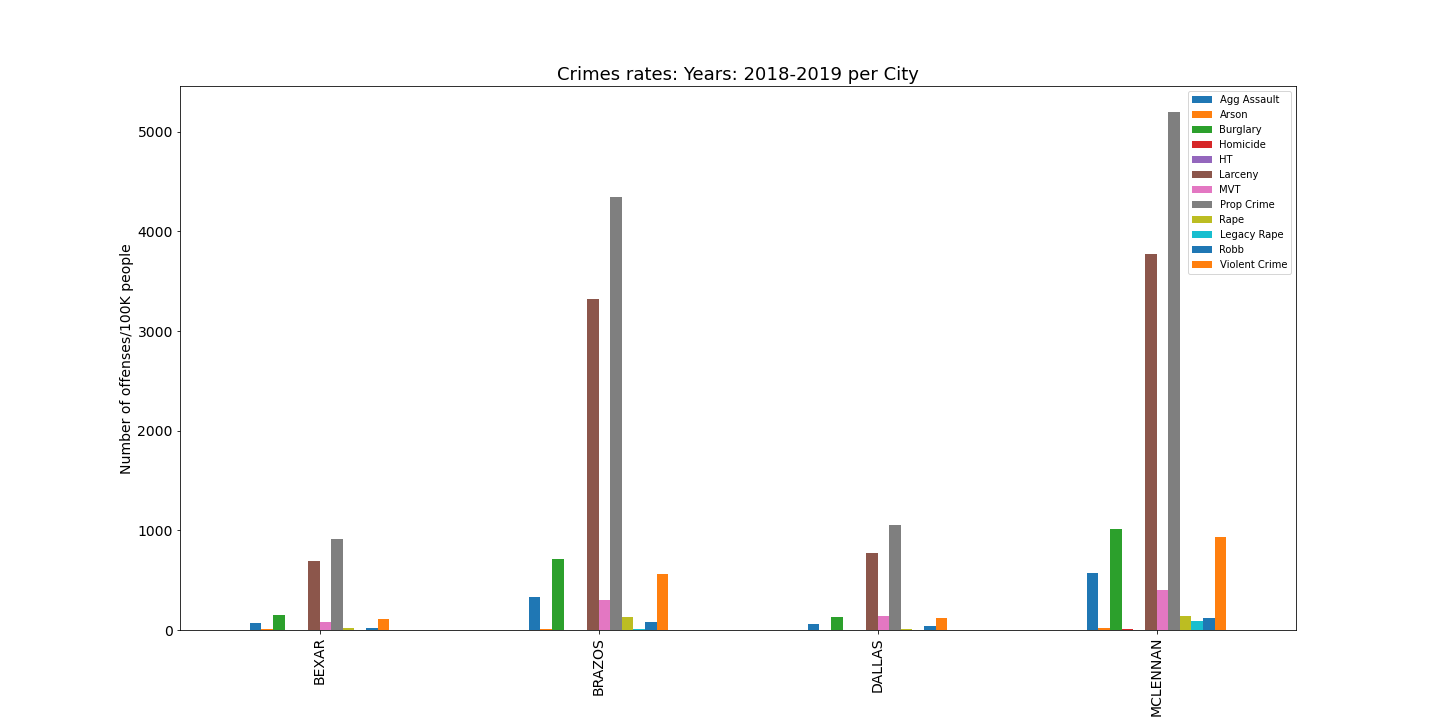 Crimes rates: Years: 2018-2019 per City
Number of offenses/100K people
5000
4000
3000
2000
1000
0
Agg Assault
Arson
Burglary
Homicide
HT
Larceny
MVT
Prop Crime
Rape
Legacy Rape
Robb
Violent Crime
BEXAR
BRAZOS
DALLAS
MCLENNAN